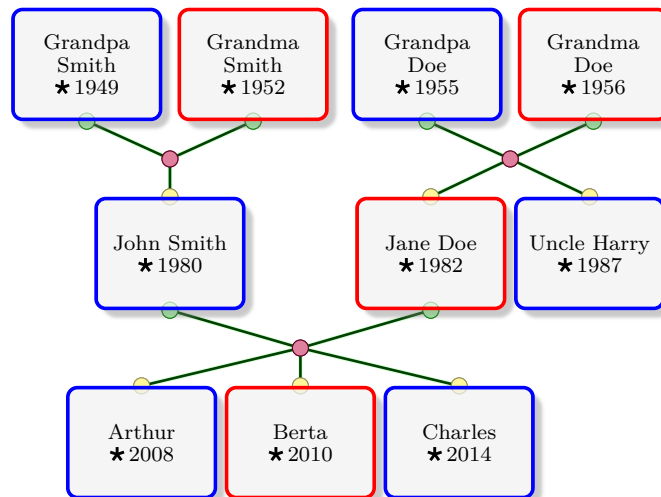 Grandpa
Smith
★1949
Grandma
Smith
★1952
Grandpa
Doe
★1955
Grandma
Doe
★1956
John Smith
★1980
Jane Doe
★1982
Uncle Harry
★1987
Arthur
★2008
Berta
★2010
Charles
★2014